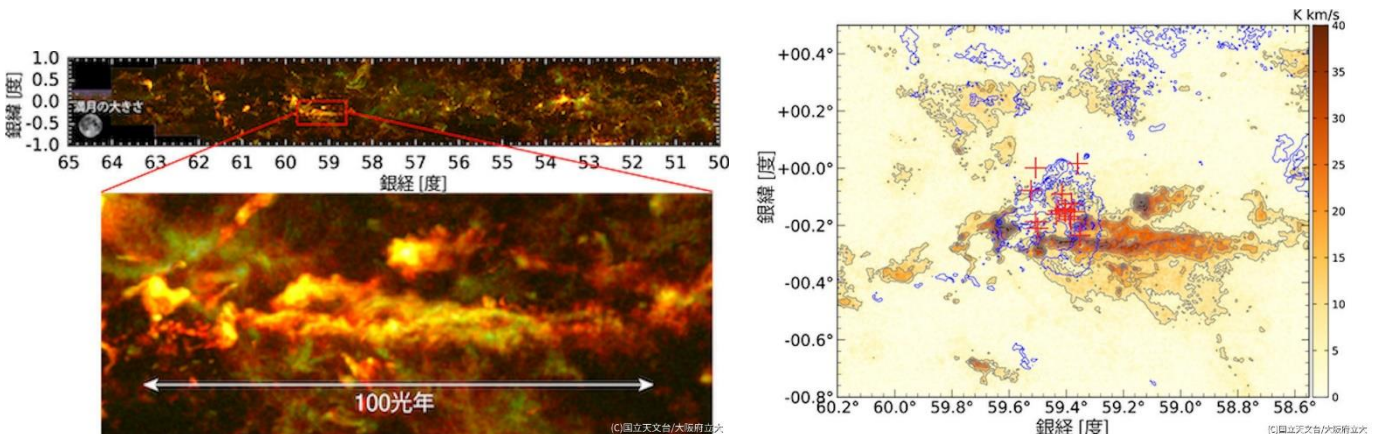 1.0
0.5
0.0
-0.5
-1.0
銀緯 [度]
満月の大きさ
65 64 63 62 61 60 59 58 57 56 55 54 53 52 51 50
銀経 [度]
100光年
(C)国立天文台/大阪府立大
K km/s
+00.4°
+00.2°
+00.0°
-00.2°
-00.4°
-00.6°
-00.8°
銀緯 [度]
60.2° 60.0° 59.8° 59.6° 59.4° 59.2° 59.0° 58.8° 58.6°
銀経 [度]
40
35
30
25
20
15
10
5
0
(C)国立天文台/大阪府立大